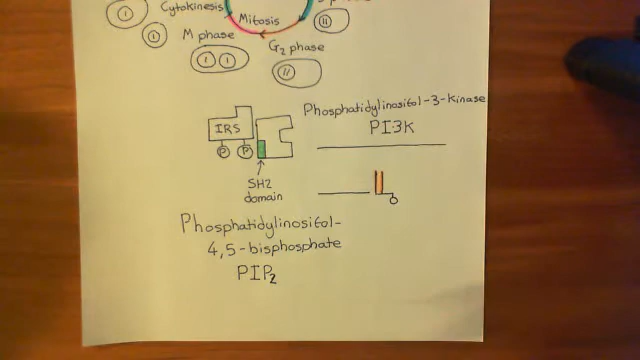 Cytokinesis
Mitosis
M phase
G2 phase
Phosphatidylinositol-3-kinase
PI3K
IRS
P P
SH2
domain
Phosphatidylinositol-
4,5-bisphosphate
PIP2